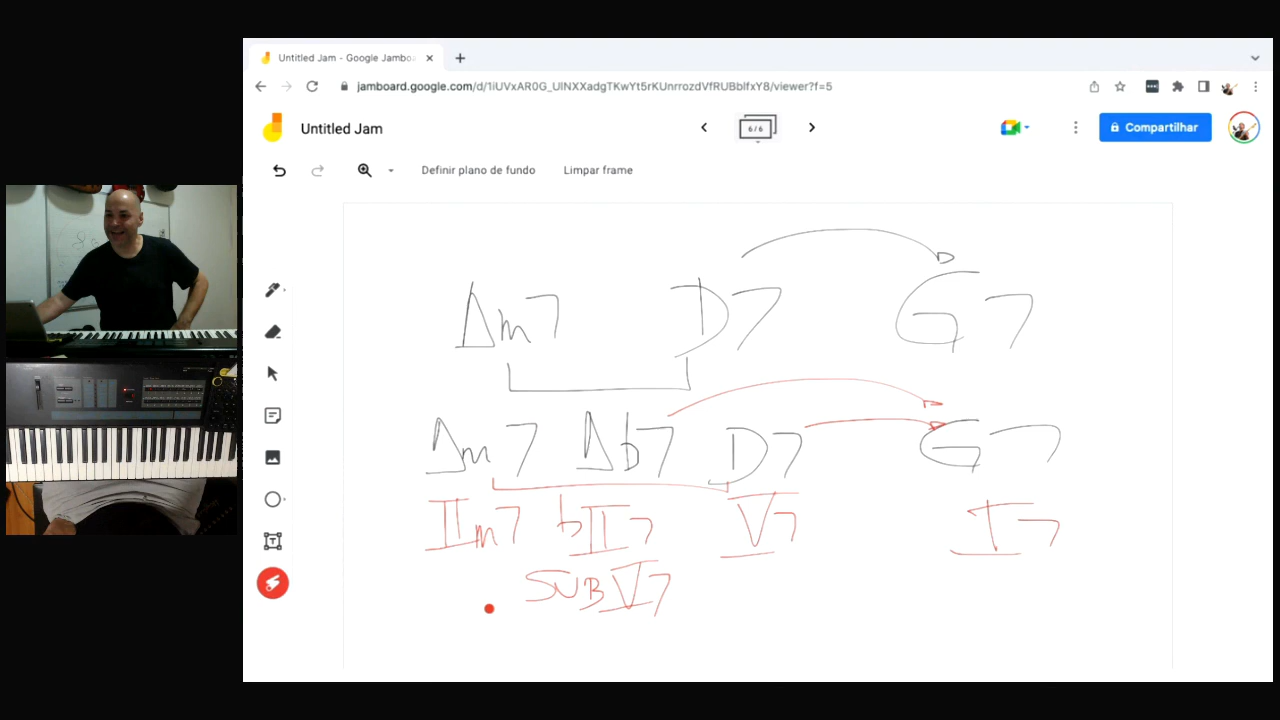 Untitled Jam - Google Jambo
jamboard.google.com/d/1iUVxAR0G_UlNXXadgTKwYt5rKUnrrozdVfRUBblfxY8/viewer?f=5
Untitled Jam
6/6
Compartilhar
Definir plano de fundo
Limpar frame
Am7 D7 G7
Am7 Ab7 D7 G7
IIm7 bII7 V7 I7
SUBV7